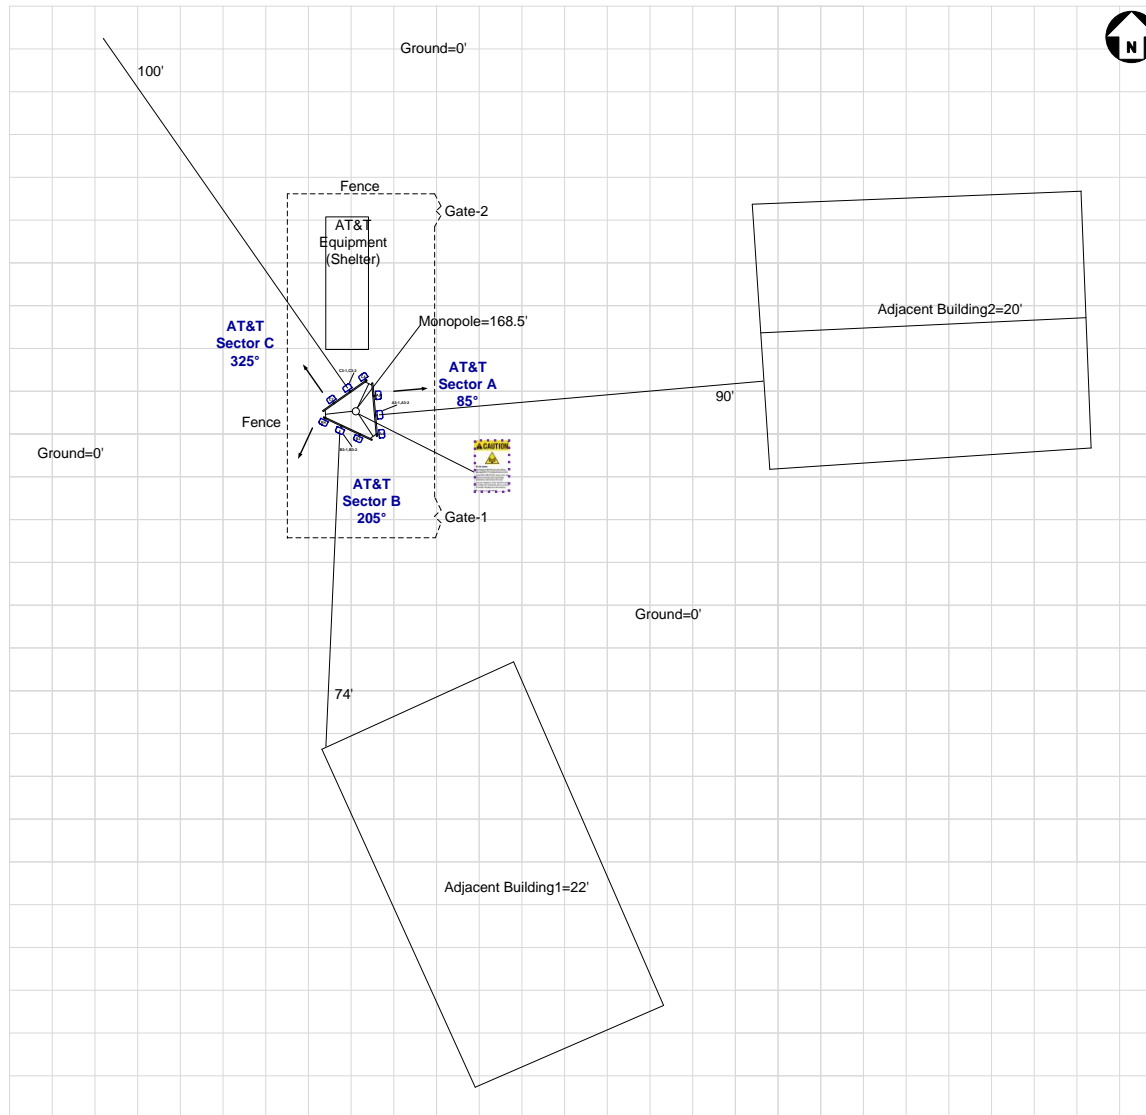 Ground=0'
N
100'
Fence
Gate-2
AT&T
Equipment
(Shelter)
Adjacent Building2=20'
Monopole=168.5'
AT&T
Sector C
325°
AT&T
Sector A
85°
90'
Fence
CAUTION
Ground=0'
AT&T
Sector B
205°
Gate-1
Ground=0'
74'
Adjacent Building1=22'